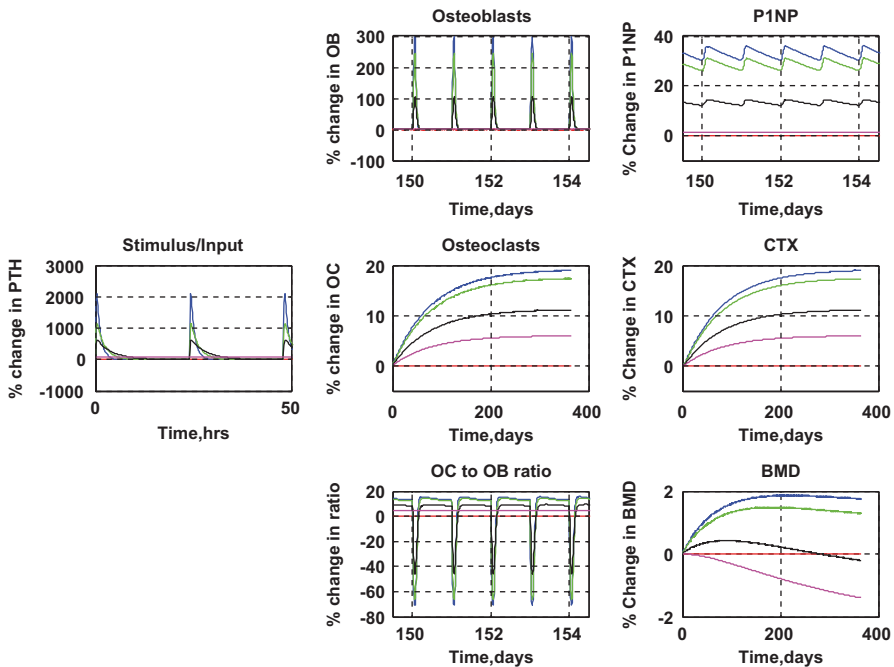 Osteoblasts
% change in OB
300
200
100
0
-100
150
152
154
Time,days
P1NP
% Change in P1NP
40
20
0
150
152
154
Time,days
Stimulus/Input
% change in PTH
3000
2000
1000
0
-1000
0
50
Time,hrs
Osteoclasts
% change in OC
20
10
0
0
200
400
Time,days
CTX
% Change in CTX
20
10
0
0
200
400
Time,days
OC to OB ratio
% change in ratio
20
0
-20
-40
-60
-80
150
152
154
Time,days
BMD
% Change in BMD
2
0
-2
0
200
400
Time,days